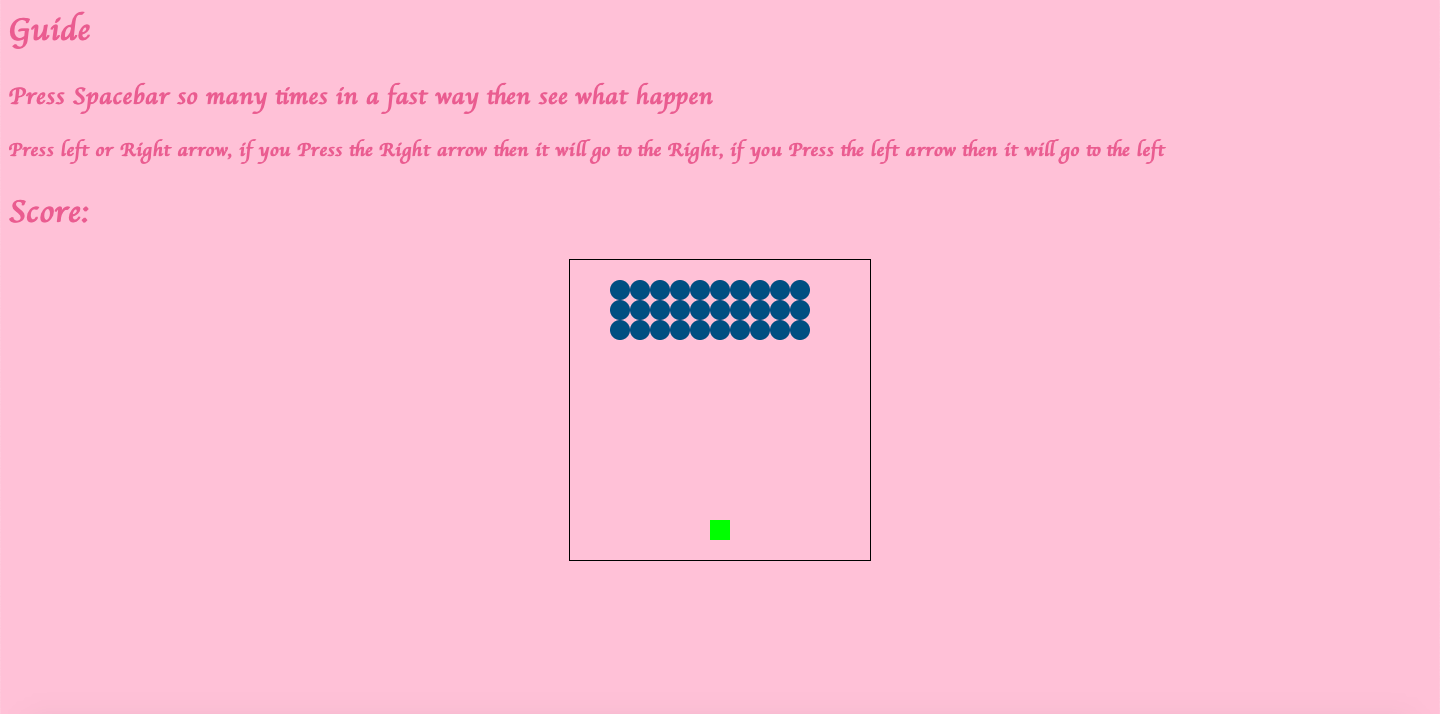 Guide
Press Spacebar so many times in a fast way then see what happen
Press left or Right arrow, if you Press the Right arrow then it will go to the Right, if you Press the left arrow then it will go to the left
Score: